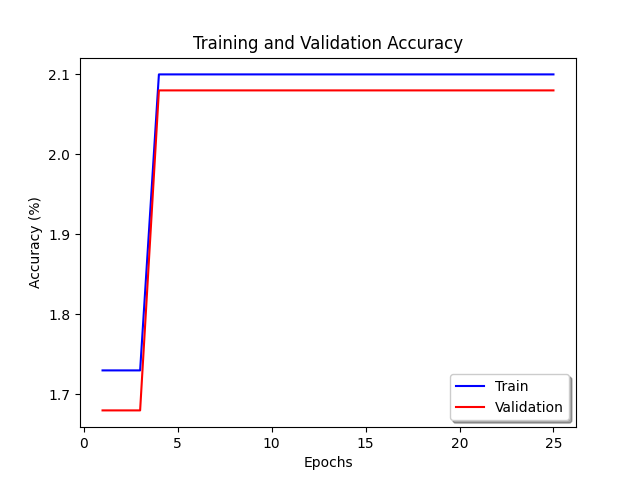 Training and Validation Accuracy
2.1
2.0
1.9
1.8
1.7
Accuracy (%)
Train
Validation
0 5 10 15 20 25
Epochs